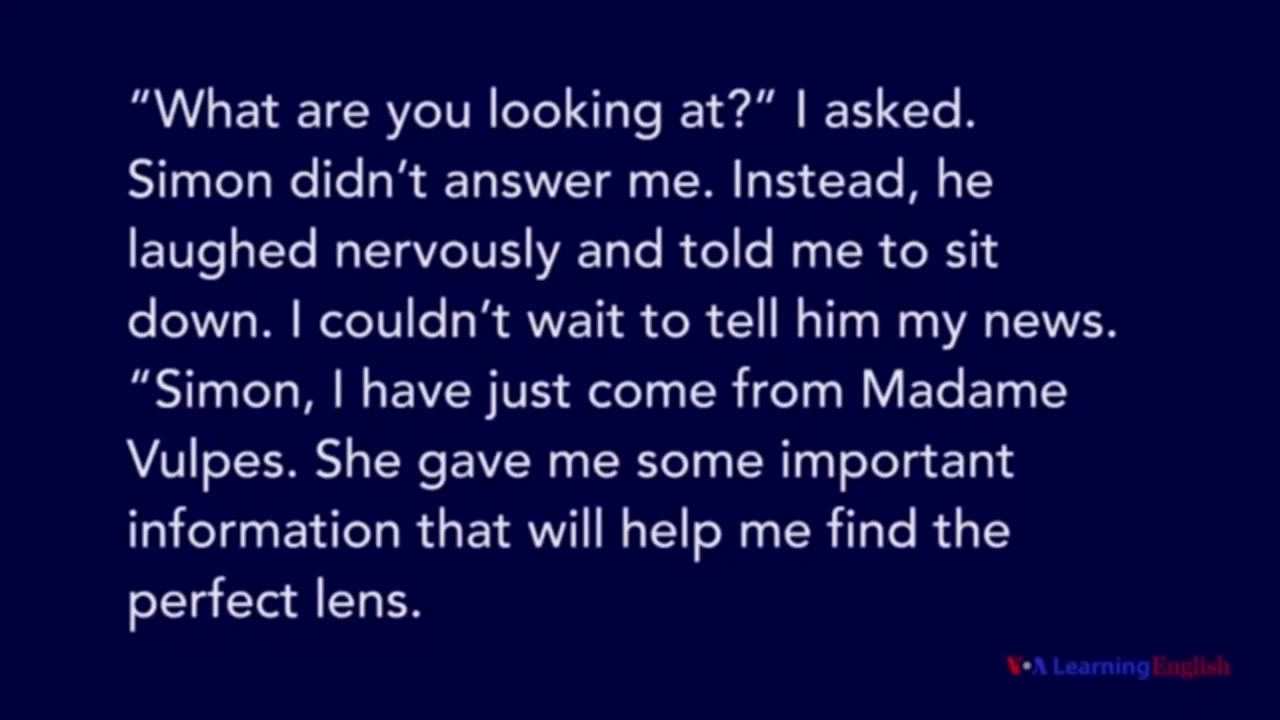 “What are you looking at?” I asked.
Simon didn’t answer me. Instead, he
laughed nervously and told me to sit
down. I couldn’t wait to tell him my news.
“Simon, I have just come from Madame
Vulpes. She gave me some important
information that will help me find the
perfect lens.
VOA Learning English